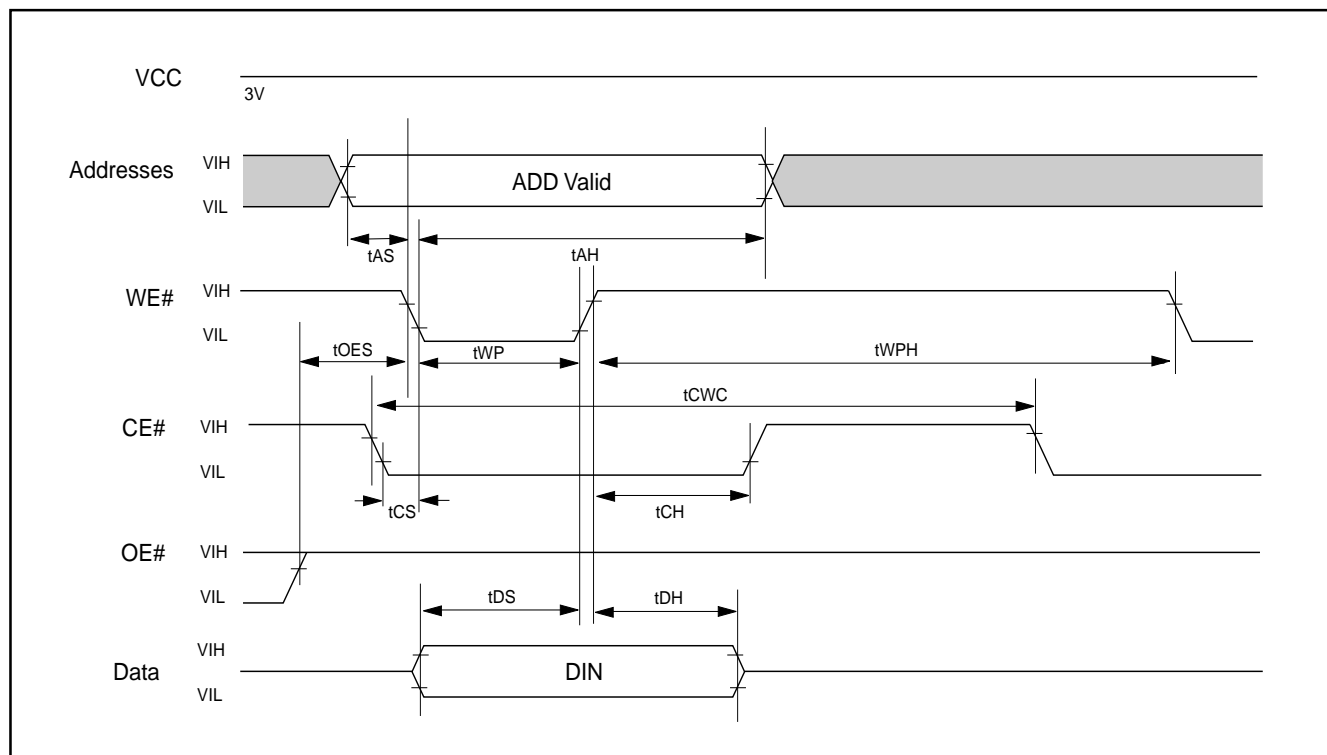 VCC
3V
Addresses
VIH
VIL
ADD Valid
tAS
tAH
WE#
VIH
VIL
tOES
tWP
tWPH
tCWC
CE#
VIH
VIL
tCS
tCH
OE#
VIH
VIL
tDS
tDH
Data
VIH
VIL
DIN